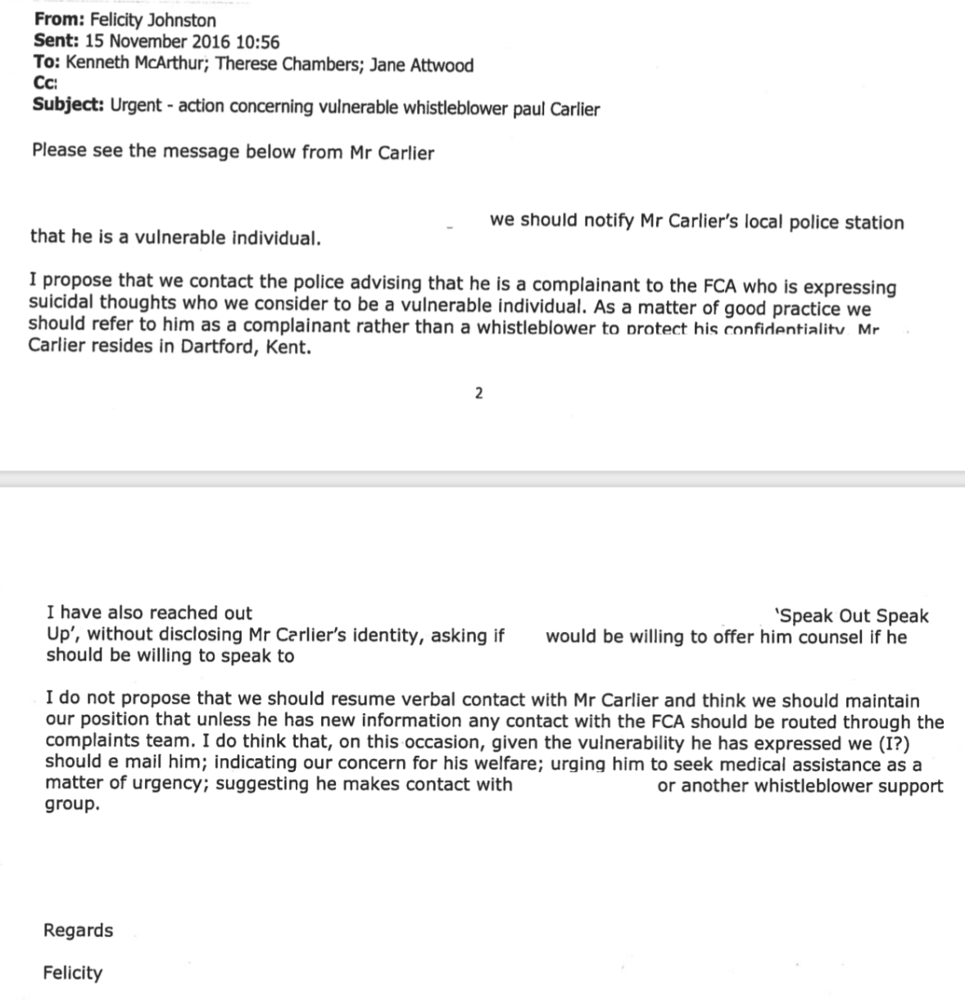 From: Felicity Johnston
Sent: 15 November 2016 10:56
To: Kenneth McArthur; Therese Chambers; Jane Attwood
Cc:
Subject: Urgent - action concerning vulnerable whistleblower paul Carlier
Please see the message below from Mr Carlier
we should notify Mr Carlier's local police station
that he is a vulnerable individual.
I propose that we contact the police advising that he is a complainant to the FCA who is expressing
suicidal thoughts who we consider to be a vulnerable individual. As a matter of good practice we
should refer to him as a complainant rather than a whistleblower to protect his confidentiality Mr
Carlier resides in Dartford, Kent.
2
I have also reached out 'Speak Out Speak
Up', without disclosing Mr Carlier's identity, asking if would be willing to offer him counsel if he
should be willing to speak to
I do not propose that we should resume verbal contact with Mr Carlier and think we should maintain
our position that unless he has new information any contact with the FCA should be routed through the
complaints team. I do think that, on this occasion, given the vulnerability he has expressed we (I?)
should e mail him; indicating our concern for his welfare; urging him to seek medical assistance as a
matter of urgency; suggesting he makes contact with or another whistleblower support
group.
Regards
Felicity